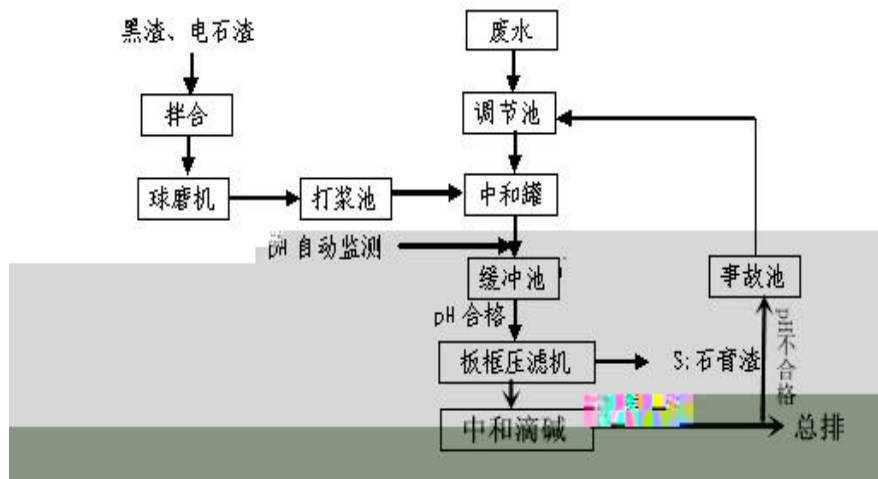 黑渣、电石渣
废水
拌合
调节池
球磨机
打浆池
中和罐
pH 自动监测
缓冲池
事故池
pH 合格
pH不合格
板框压滤机
S:石膏渣
中和滴碱
总排